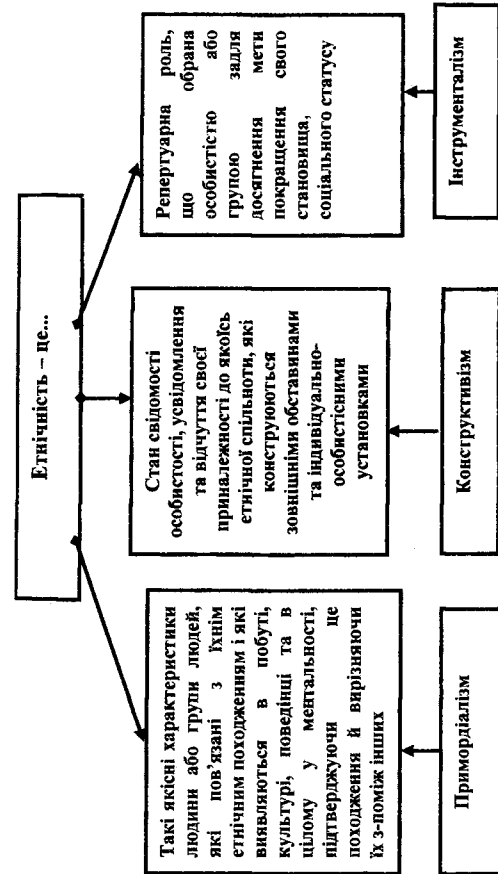 Етнічність – це...
Такі якісні характеристики
людини або групи людей,
які пов'язані з їхнім
етнічним походженням і які
виявляються в побуті,
культурі, поведінці та в
цілому у ментальності,
підтверджуючи це
походження й вирізняючи
їх з-поміж інших
Стан свідомості
особистості, усвідомлення
та відчуття своєї
приналежності до якоїсь
етнічної спільноти, які
конструюються
зовнішніми обставинами
та індивідуально-
особистісними
установками
Репертуарна роль,
що обрана або
особистістю задля
групою мети
досягнення свого
покращення
становища,
соціального статусу
Примордіалізм
Конструктивізм
Інструменталізм